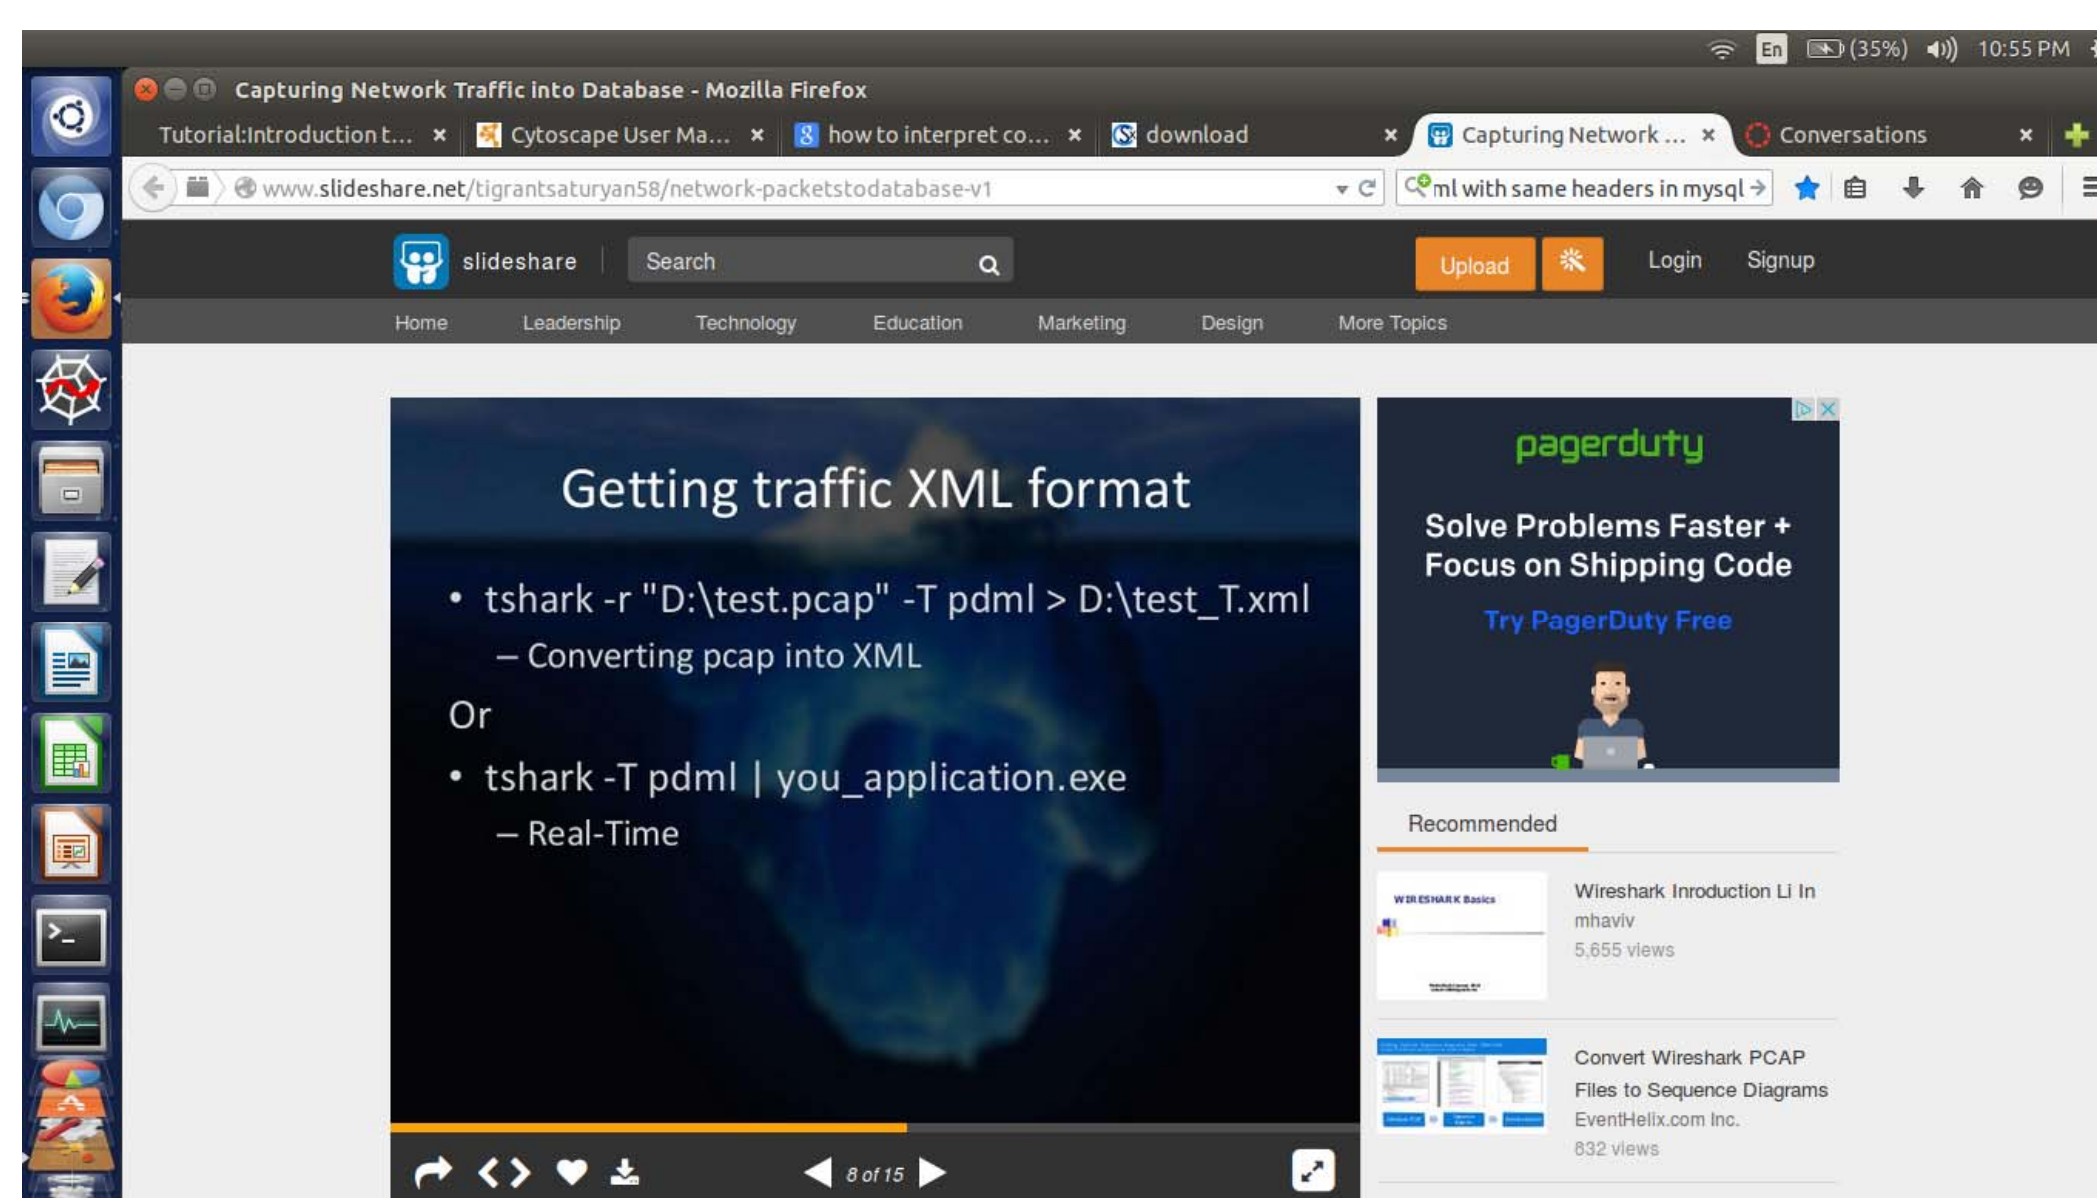 En (35%) 10:55 PM
Capturing Network Traffic into Database - Mozilla Firefox
Tutorial:Introduction t... Cytoscape User Ma... how to interpret co... download Capturing Network ... Conversations
www.slideshare.net/tigrantsaturyan58/network-packetstodatabase-v1 ml with same headers in mysql
slideshare Search Upload Login Signup
Home Leadership Technology Education Marketing Design More Topics
Getting traffic XML format
• tshark -r "D:\test.pcap" -T pdml > D:\test_T.xml
– Converting pcap into XML
Or
• tshark -T pdml | you_application.exe
– Real-Time
8 of 15
pagerduty
Solve Problems Faster +
Focus on Shipping Code
Try PagerDuty Free
Recommended
WIRESHARK Basics
Wireshark Inroduction Li In
mhaviv
5,655 views
Convert Wireshark PCAP
Files to Sequence Diagrams
EventHelix.com Inc.
632 views